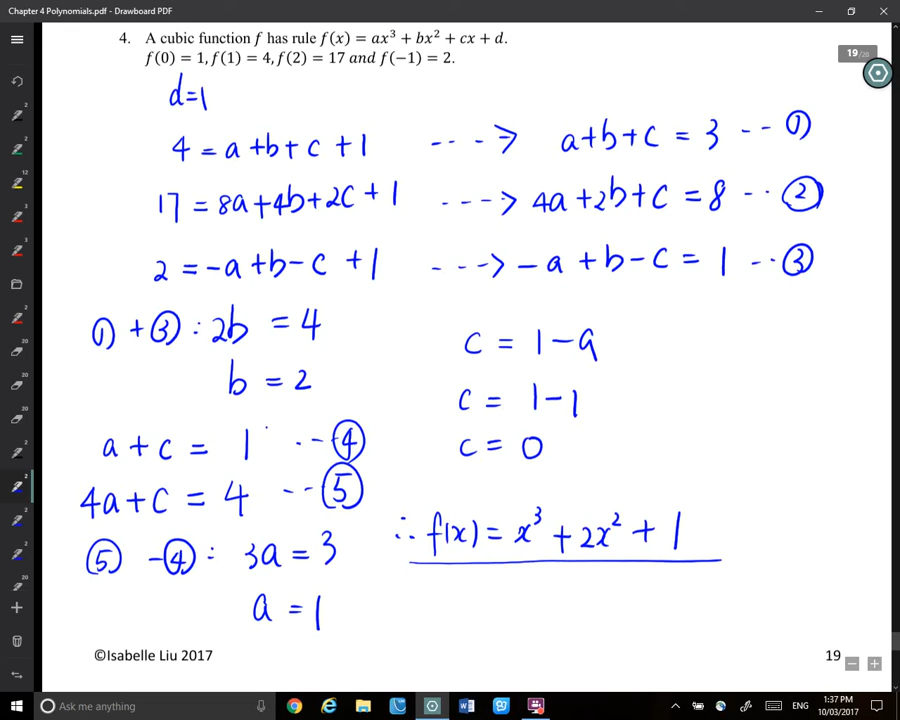 Chapter 4 Polynomials.pdf - Drawboard PDF
4. A cubic function f has rule f(x) = ax³ + bx² + cx + d.
f(0) = 1, f(1) = 4, f(2) = 17 and f(−1) = 2.
19/26
d=1
4 = a+b+c+1 ----> a+b+c = 3 -- ①
17 = 8a+4b+2c+1 ----> 4a+2b+c = 8 -- ②
2 = -a+b-c+1 ----> -a+b-c = 1 -- ③
①+③: 2b = 4
b = 2
a+c = 1 -- ④
4a+c = 4 -- ⑤
⑤ -④: 3a = 3
a = 1
c = 1-a
c = 1-1
c = 0
∴ f(x) = x³ + 2x² + 1
©Isabelle Liu 2017
19
Ask me anything
ENG
1:37 PM
10/03/2017